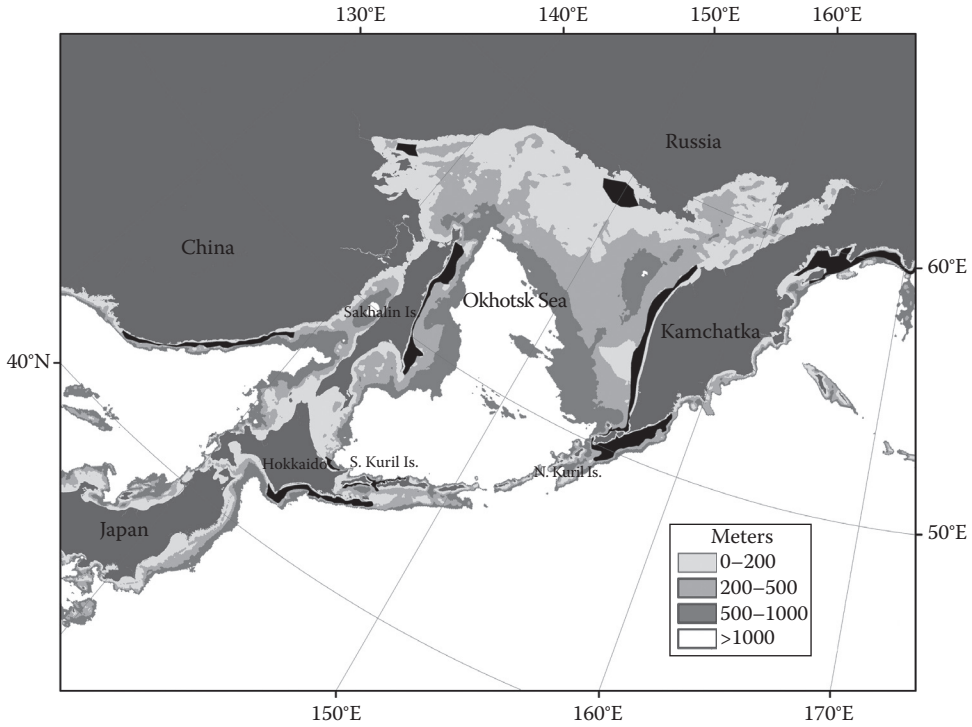 130°E
140°E
150°E
160°E
Russia
China
60°E
Okhotsk Sea
Sakhalin Is.
Kamchatka
40°N
Hokkaido
S. Kuril Is.
N. Kuril Is.
Japan
50°E
Meters
0–200
200–500
500–1000
>1000
150°E
160°E
170°E